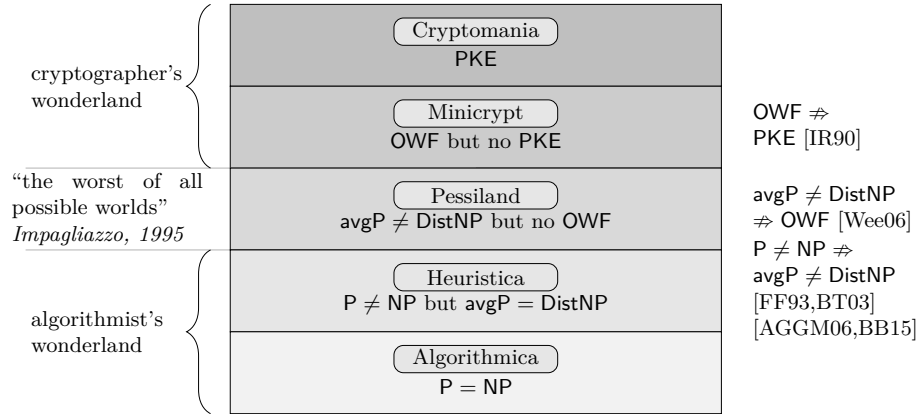 Cryptomania
PKE
cryptographer's
wonderland
Minicrypt
OWF but no PKE
OWF ⇏
PKE [IR90]
“the worst of all
possible worlds”
Impagliazzo, 1995
Pessiland
avgP ≠ DistNP but no OWF
avgP ≠ DistNP
⇏ OWF [Wee06]
Heuristica
P ≠ NP but avgP = DistNP
P ≠ NP ⇏
avgP ≠ DistNP
[FF93,BT03]
[AGGM06,BB15]
algorithmist's
wonderland
Algorithmica
P = NP